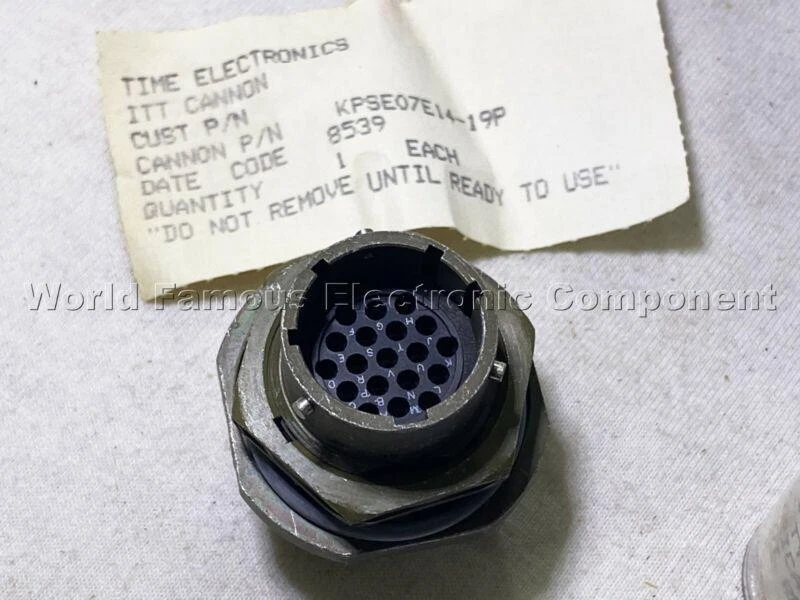 TIME ELECTRONICS
ITT CANNON
CUST P/N
CANNON P/N KPSE07E14-19P
DATE CODE 8539
QUANTITY 1 EACH
"DO NOT REMOVE UNTIL READY TO USE"
World Famous Electronic Component
H
G
F
J
T
S
E
K
U
V
R
D
L
N
P
B
C
M